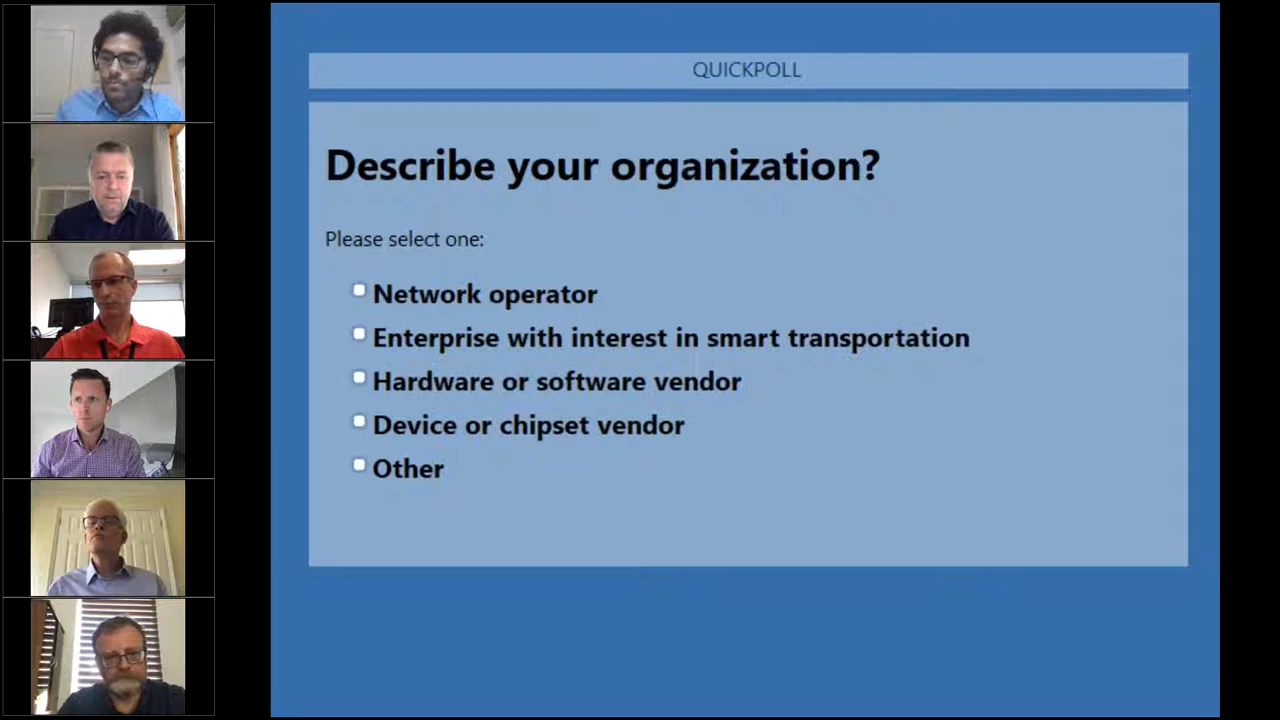 QUICKPOLL
Describe your organization?
Please select one:
Network operator
Enterprise with interest in smart transportation
Hardware or software vendor
Device or chipset vendor
Other